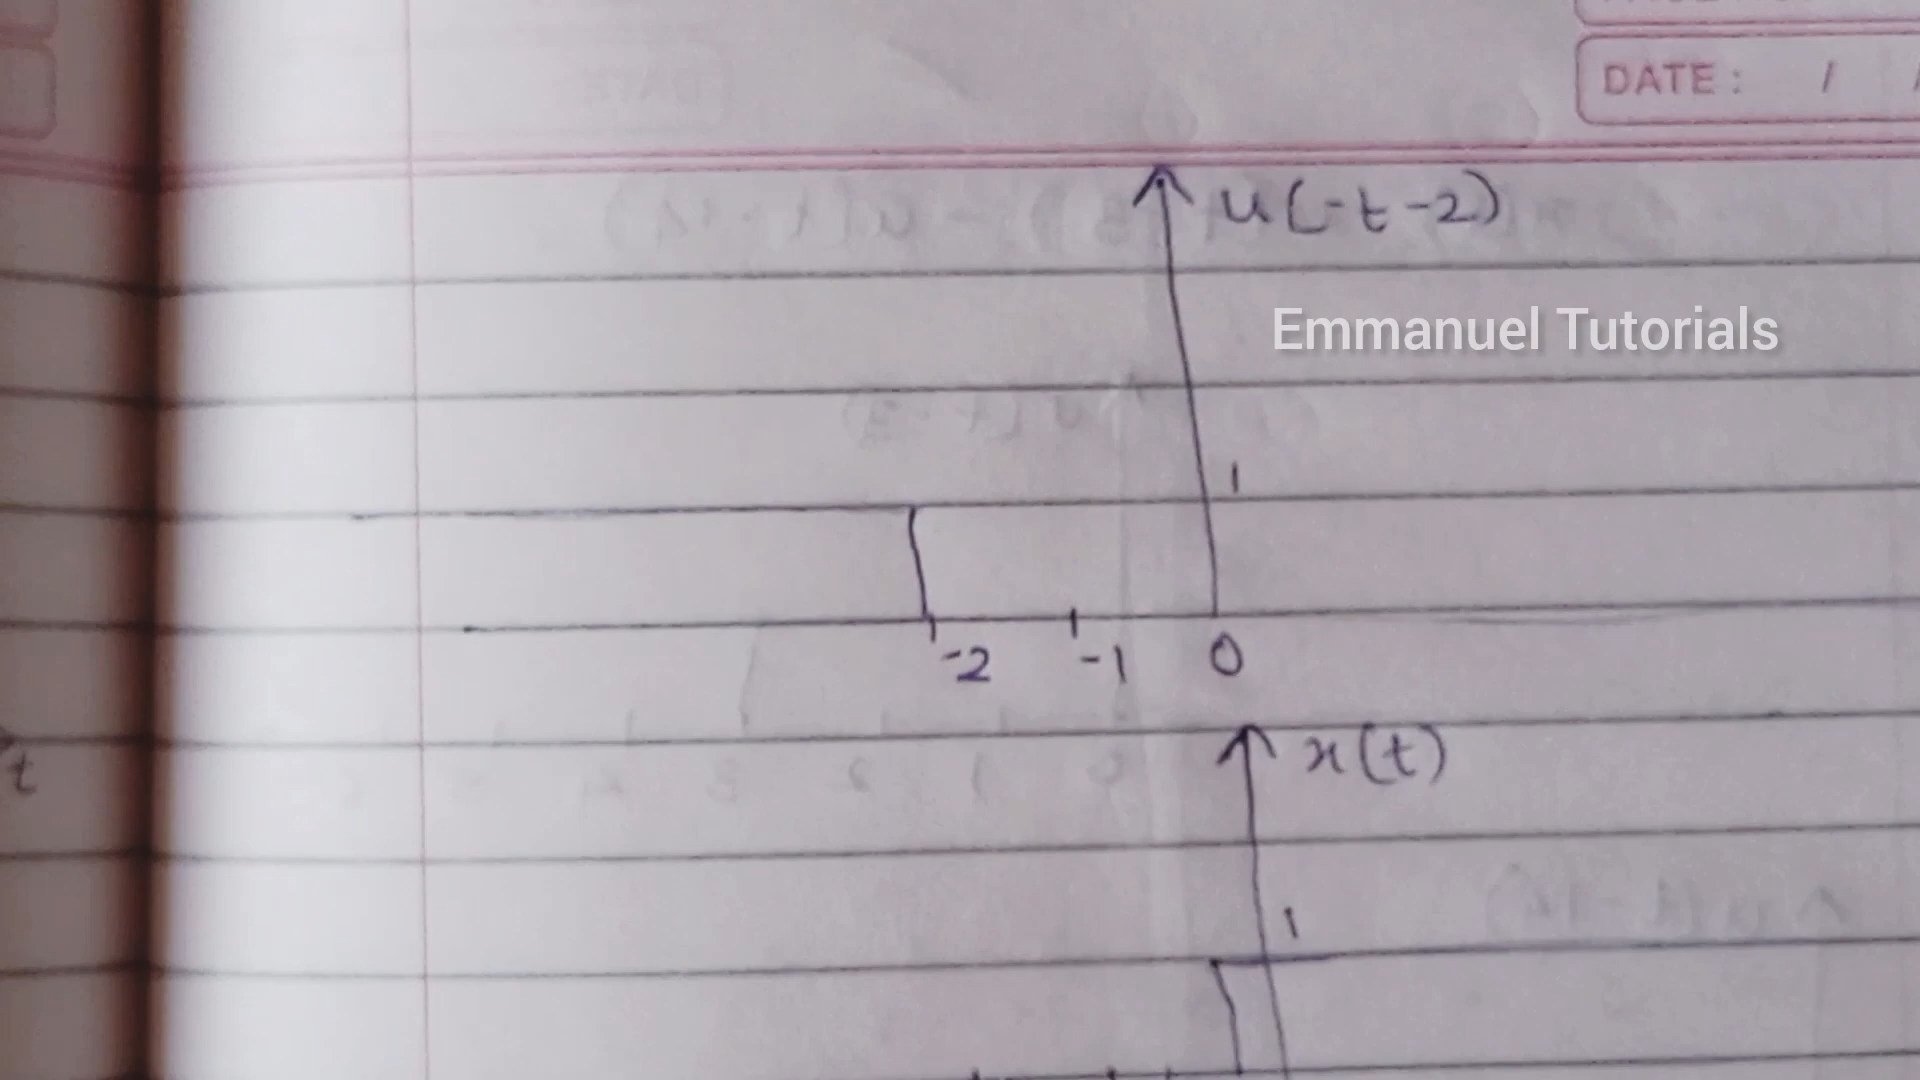 DATE : /
u(-t-2)
Emmanuel Tutorials
1
-2 -1 0
x(t)
t
1